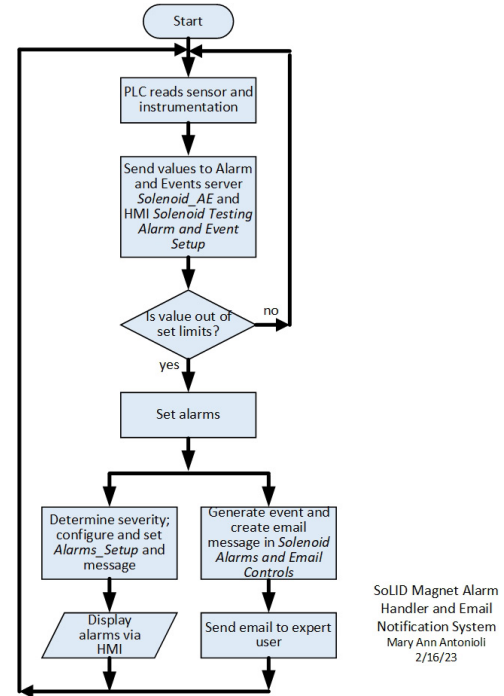 Start
PLC reads sensor and
instrumentation
Send values to Alarm
and Events server
Solenoid_AE and
HMI Solenoid Testing
Alarm and Event
Setup
Is value out of
set limits?
no
yes
Set alarms
Determine severity;
configure and set
Alarms_Setup and
message
Generate event and
create email
message in Solenoid
Alarms and Email
Controls
Display
alarms via
HMI
Send email to expert
user
SoLID Magnet Alarm
Handler and Email
Notification System
Mary Ann Antonioli
2/16/23